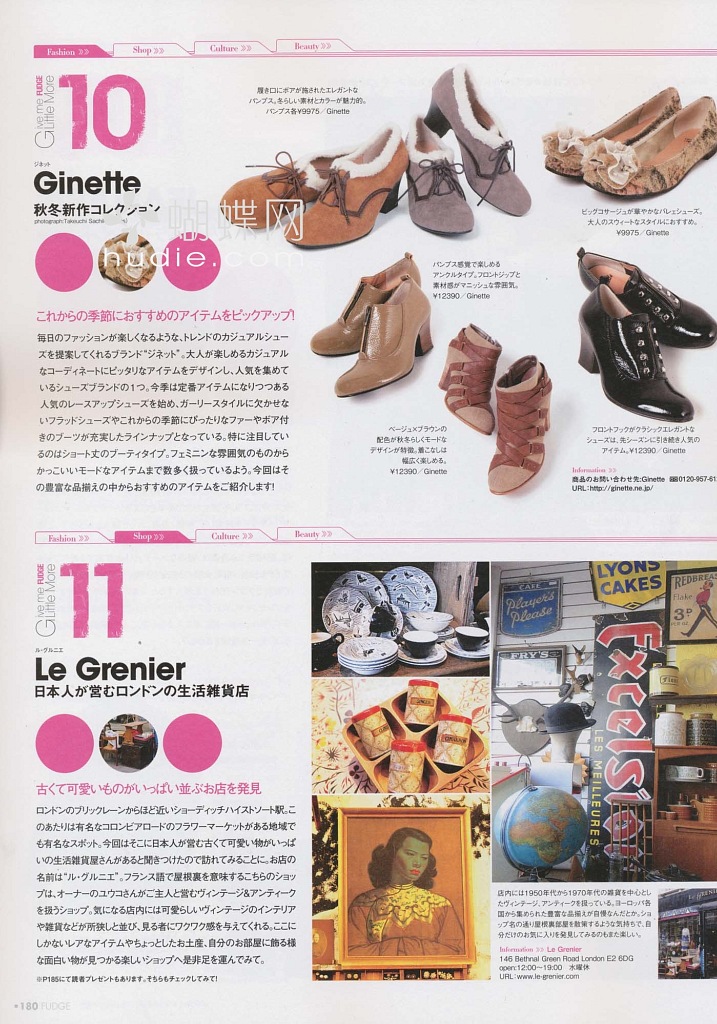 Fashion
Shop
Culture
Beauty
Give me FUDGE
Little More
10
ジネット
Ginette
秋冬新作コレクション
photograph:Takeuchi Sachi
蝴蝶网
hudie.com
これからの季節におすすめのアイテムをピックアップ!
毎日のファッションが楽しくなるような、トレンドのカジュアルシュー
ズを提案してくれるブランド“ジネット”。大人が楽しめるカジュアル
なコーディネートにピッタリなアイテムをデザインし、人気を集めて
いるシューズブランドの1つ。今季は定番アイテムになりつつある
人気のレースアップシューズを始め、ガーリースタイルに欠かせな
いフラッドシューズやこれからの季節にぴったりなファーやボア付
きのブーツが充実したラインナップとなっている。特に注目している
のはショート丈のブーティタイプ。フェミニンな雰囲気のものから
かっこいいモードなアイテムまで数多く扱っているよう。今回はそ
の豊富な品揃えの中からおすすめのアイテムをご紹介します!
履き口にボアが施されたエレガントな
パンプス。冬らしい素材とカラーが魅力的。
パンプス各¥9975/Ginette
ビッグコサージュが華やかなバレェシューズ。
大人のスウィートなスタイルにおすすめ。
¥9975/Ginette
パンプス感覚で楽しめる
アンクルタイプ。フロントジップと
素材感がマニッシュな雰囲気。
¥12390/Ginette
ベージュ×ブラウンの
配色が秋冬らしくモードな
デザインが特徴。着こなしは
幅広く楽しめる。
¥12390/Ginette
フロントフックがクラシックエレガントな
シューズは、先シーズンに引き続き人気の
アイテム。¥12390/Ginette
Information
商品のお問い合わせ先:Ginette 0120-957-61
URL:http://ginette.ne.jp/
Fashion
Shop
Culture
Beauty
Give me FUDGE
Little More
11
ル・グルニエ
Le Grenier
日本人が営むロンドンの生活雑貨店
古くて可愛いものがいっぱい並ぶお店を発見
ロンドンのブリックレーンからほど近いショーディッチハイストソート駅。こ
のあたりは有名なコロンビアロードのフラワーマーケットがある地域で
も有名なスポット。今回はそこに日本人が営む古くて可愛い物がいっぱ
いの生活雑貨屋さんがあると聞きつけたので訪れてみることに。お店の
名前は“ル・グルニエ”。フランス語で屋根裏を意味するこちらのショッ
プは、オーナーのユウコさんがご主人と営むヴィンテージ&アンティーク
を扱うショップ。気になる店内には可愛らしいヴィンテージのインテリア
や雑貨などが所狭しと並び、見る者にワクワク感を与えてくれる。ここに
しかないレアなアイテムやちょっとしたお土産、自分のお部屋に飾る様
な面白い物が見つかる楽しいショップへ是非足を運んでみて。
※P185にて読者プレゼントもあります。そちらもチェックしてみて!
CAFE
Player's
Please
FRY'S
LYONS
CAKES
REDBREAST
Flake
3P
Excelsior
LES MEILLEURES
店内には1950年代から1970年代の雑貨を中心とし
たヴィンテージ、アンティークを扱っている。ヨーロッパ各
国から集められた豊富な品揃えが自慢なんだとか。ショッ
プ名の通り屋根裏部屋を散策するような気持ちで、自
分だけのお気に入りを発見してみるのもまた楽しい。
Information Le Grenier
146 Bethnal Green Road London E2 6DG
open:12:00〜19:00 水曜休
URL:www.le-grenier.com
180 FUDGE